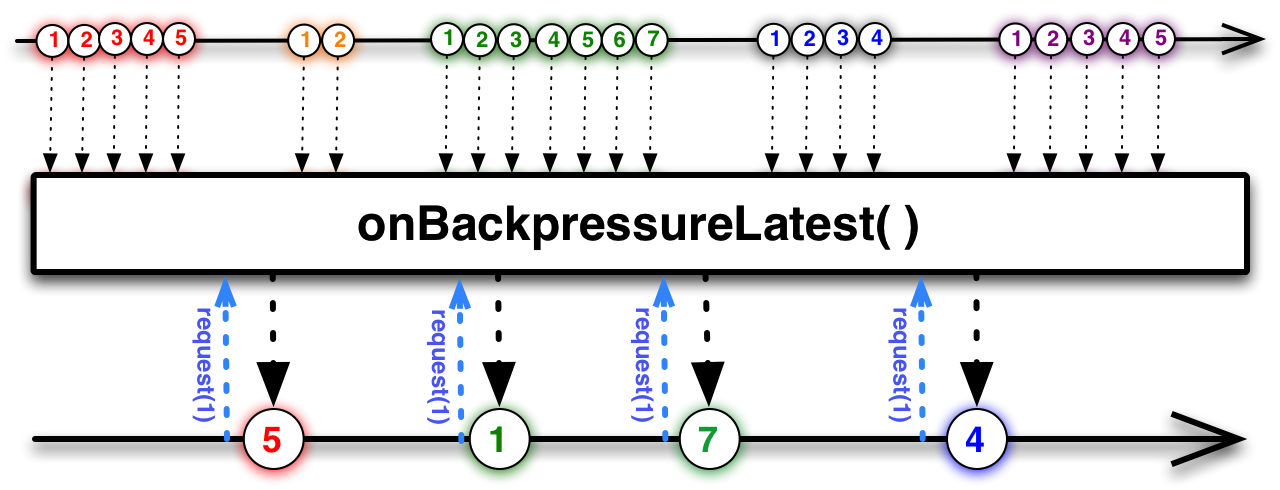 1 2 3 4 5 1 2 1 2 3 4 5 6 7 1 2 3 4 1 2 3 4 5
onBackpressureLatest( )
request(1) request(1) request(1) request(1)
5 1 7 4